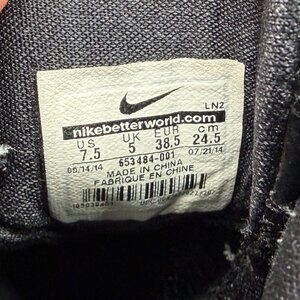 LN2
nikebetterworld.com
US UK EUR cm
7.5 5 38.5 24.5
05/14/14 07/21/14
653484-001
MADE IN CHINA
FABRIQUE EN CHINE